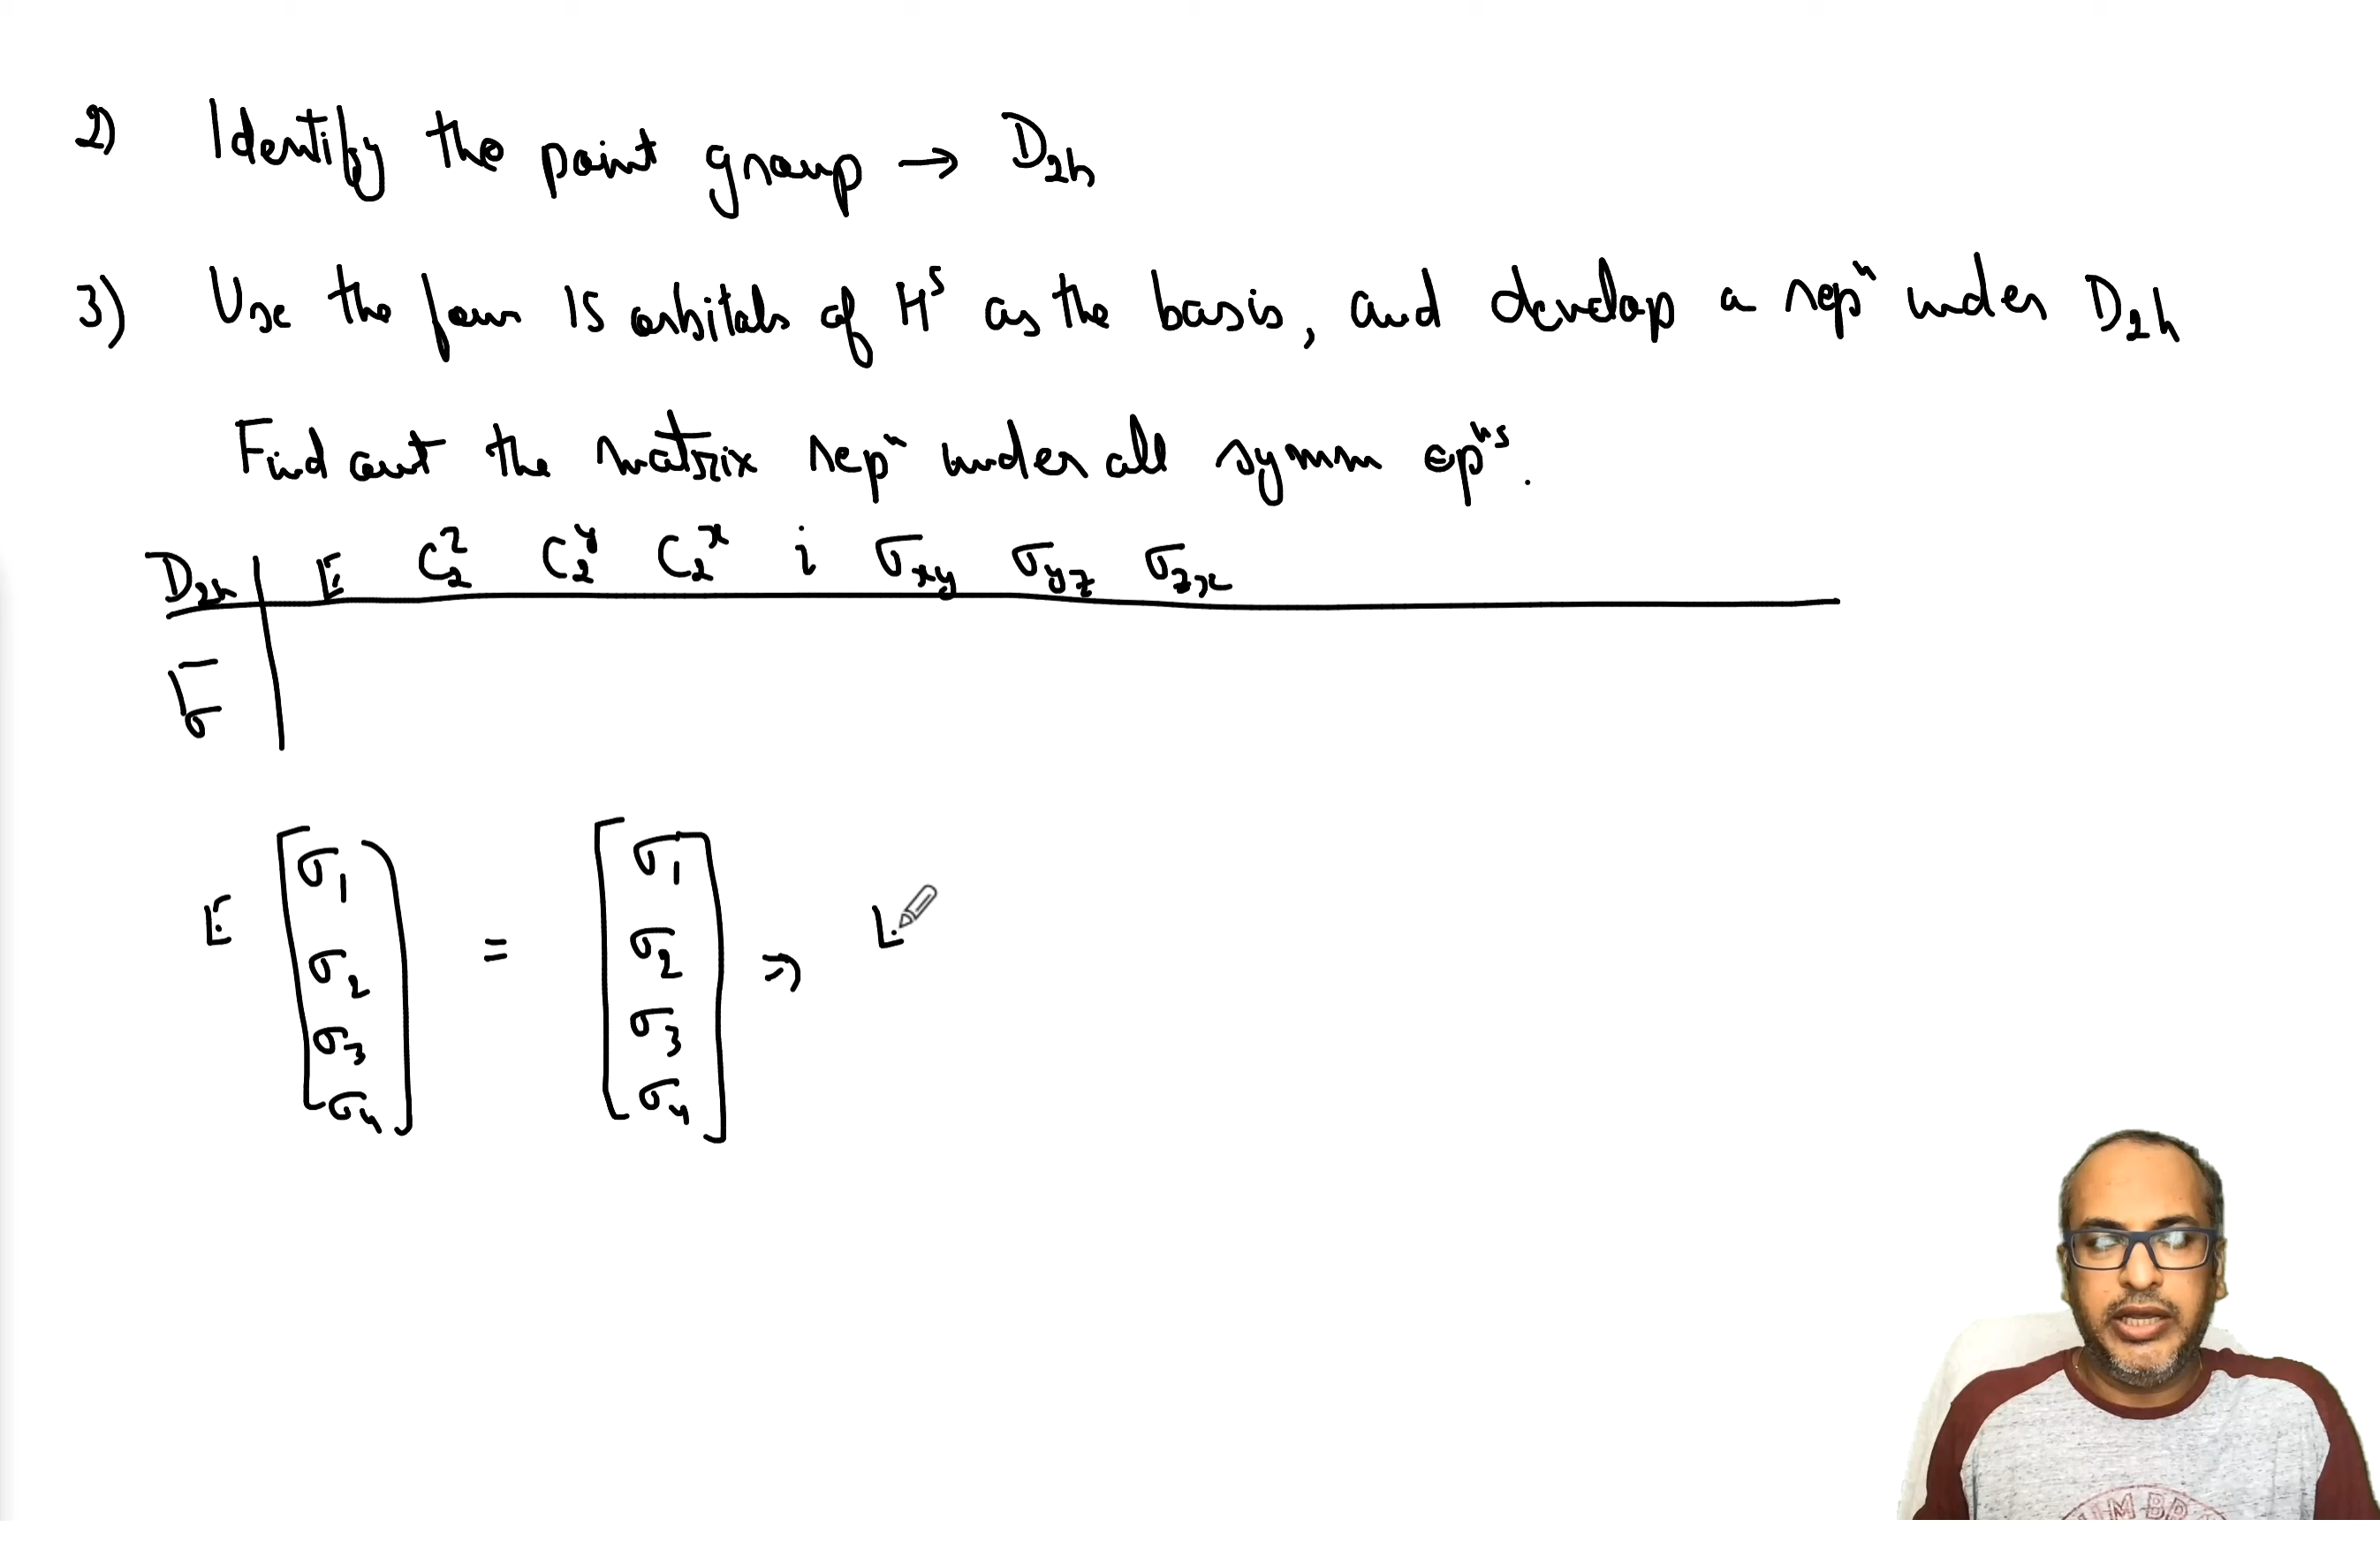 2) Identify the point group → D₂ₕ
3) Use the four 1S orbitals of Hˢ as the basis, and develop a repⁿ under D₂ₕ
Find out the matrix repⁿ under all symm opⁿˢ.
D₂ₕ | E C₂ᶻ C₂ʸ C₂ˣ i σxy σyz σzx
Γσ |
E [σ₁ σ₂ σ₃ σ₄] = [σ₁ σ₂ σ₃ σ₄] ⇒